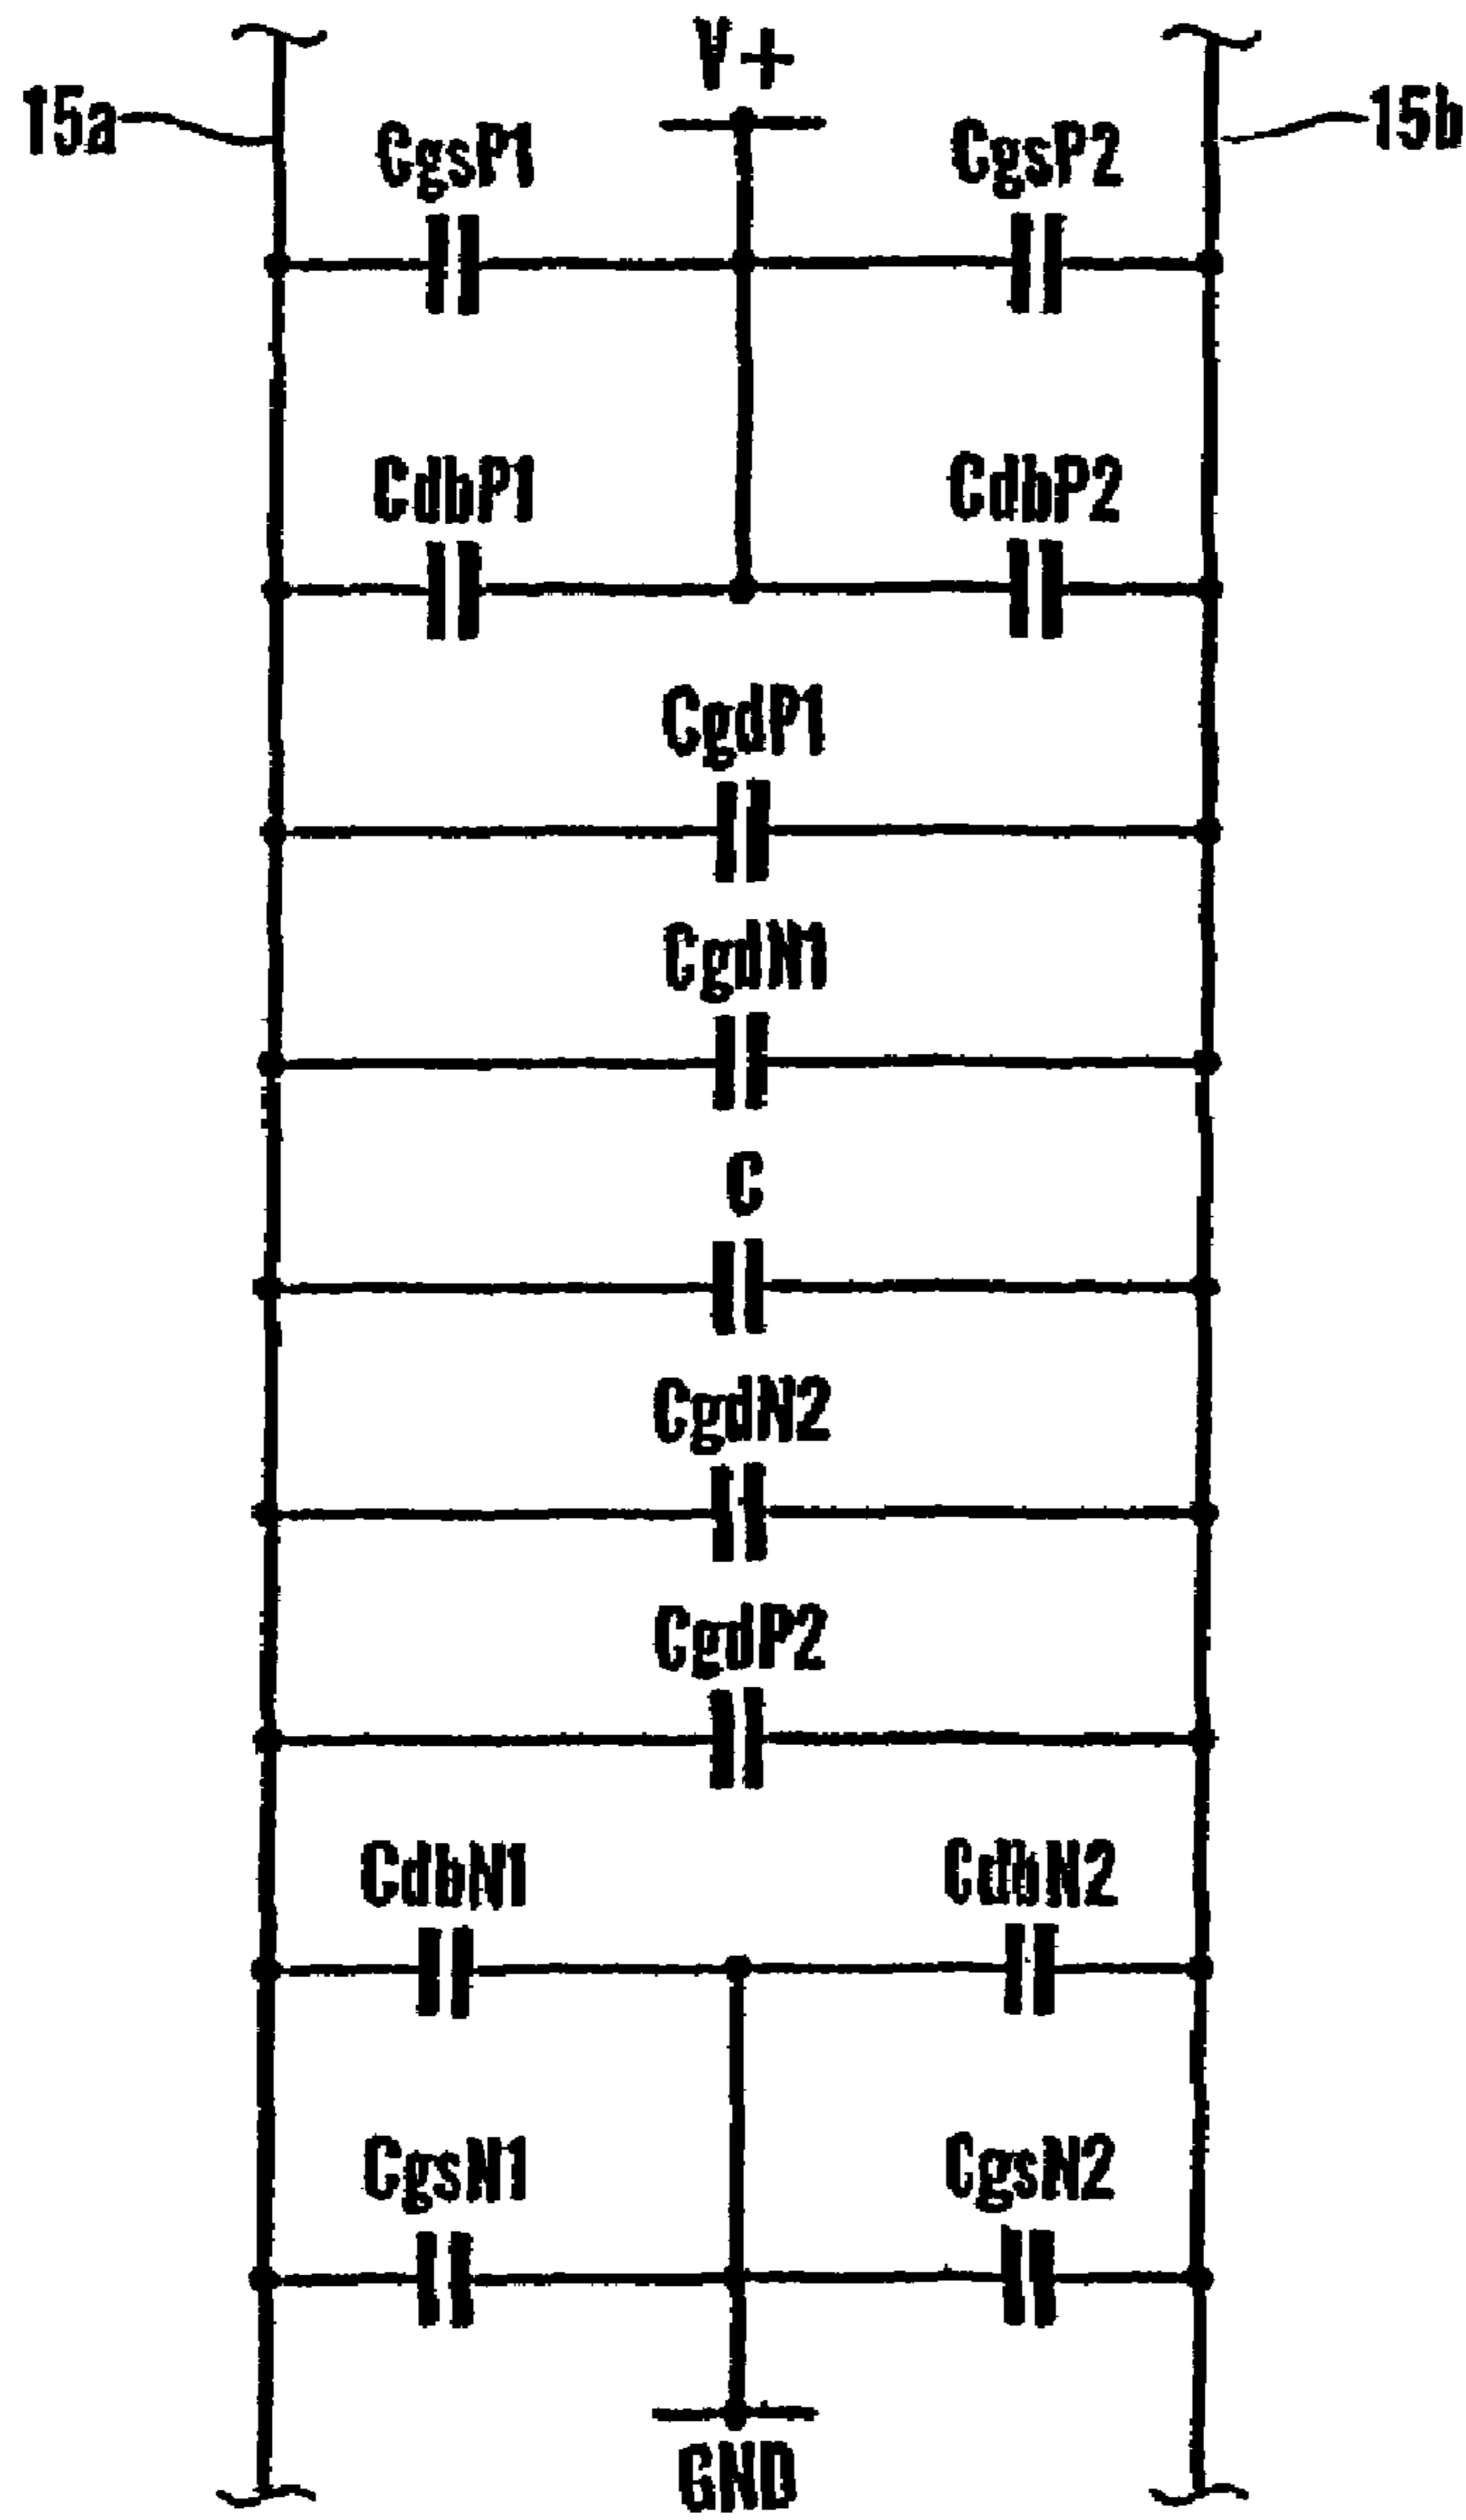 V+
15a
15b
CgsP1
CgsP2
CdbP1
CdbP2
CgdP1
CgdN1
C
CgdN2
CgdP2
CdbN1
CdbN2
CgsN1
CgsN2
GND